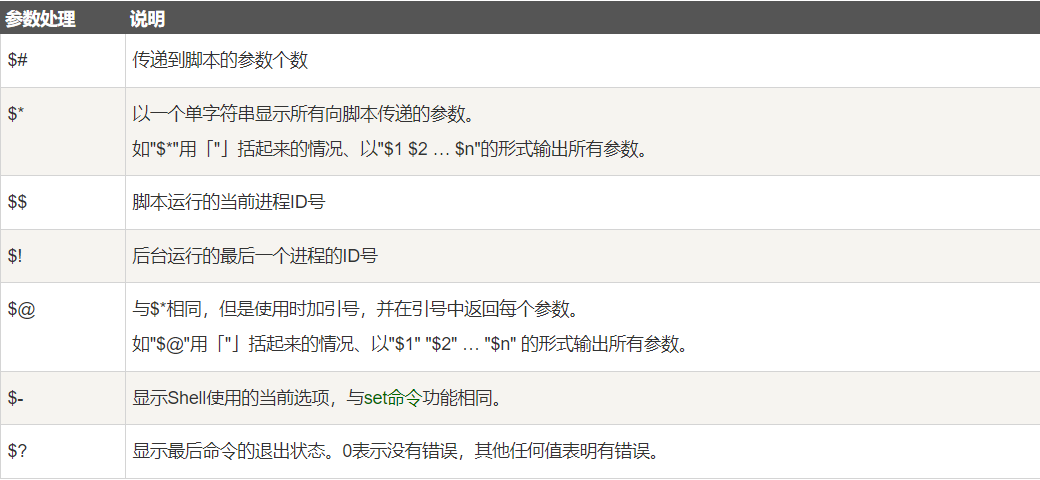 参数处理 说明
$# 传递到脚本的参数个数
$* 以一个单字符串显示所有向脚本传递的参数。
如"$*"用「"」括起来的情况、以"$1 $2 … $n"的形式输出所有参数。
$$ 脚本运行的当前进程ID号
$! 后台运行的最后一个进程的ID号
$@ 与$*相同，但是使用时加引号，并在引号中返回每个参数。
如"$@"用「"」括起来的情况、以"$1" "$2" … "$n" 的形式输出所有参数。
$- 显示Shell使用的当前选项，与set命令功能相同。
$? 显示最后命令的退出状态。0表示没有错误，其他任何值表明有错误。